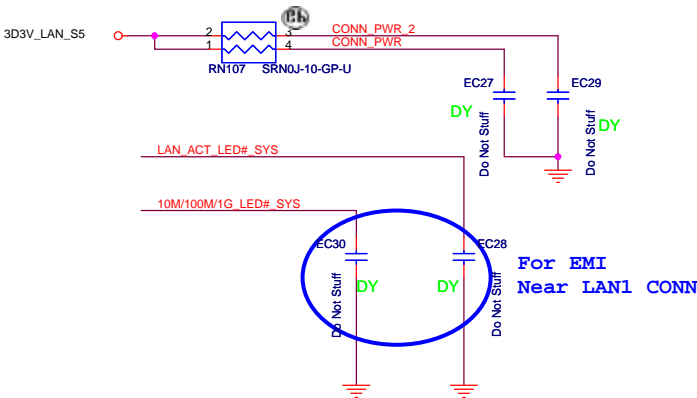 3D3V_LAN_S5
2
3
CONN_PWR_2
1
4
CONN_PWR
RN107
SRN0J-10-GP-U
EC27
EC29
DY
DY
Do Not Stuff
Do Not Stuff
LAN_ACT_LED#_SYS
10M/100M/1G_LED#_SYS
EC30
EC28
DY
DY
Do Not Stuff
Do Not Stuff
For EMI
Near LAN1 CONN